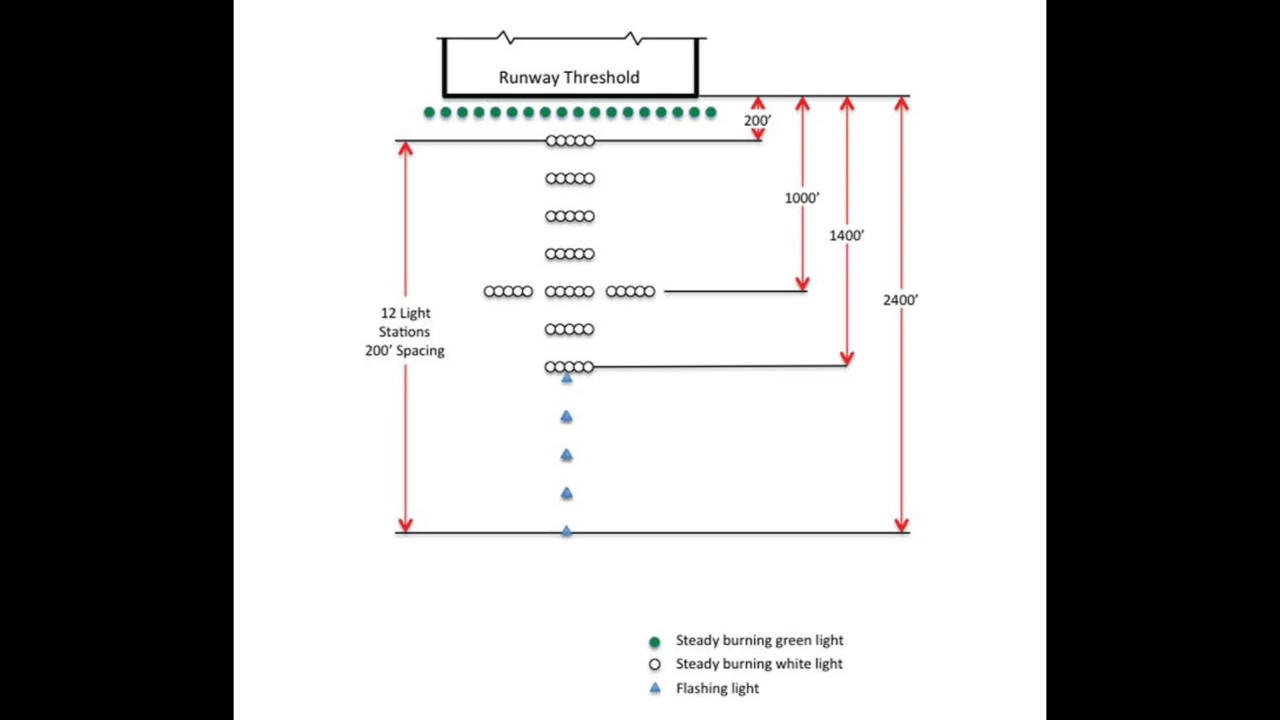 Runway Threshold
200’
1000’
1400’
2400’
12 Light
Stations
200’ Spacing
Steady burning green light
Steady burning white light
Flashing light